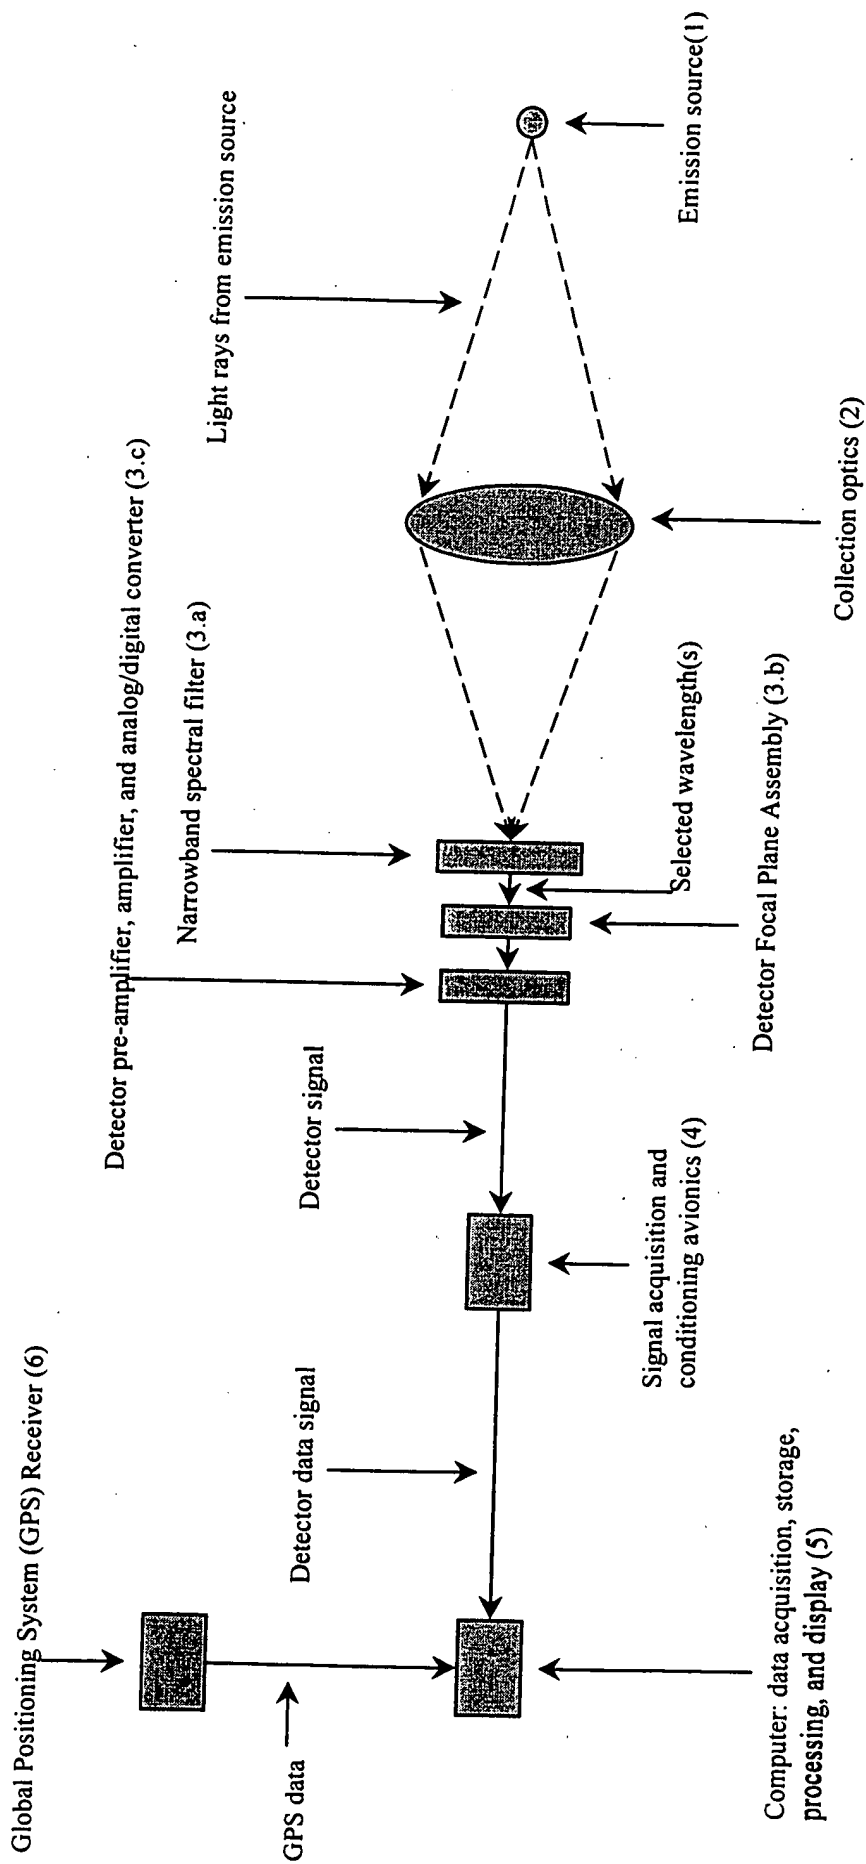 Global Positioning System (GPS) Receiver (6)
GPS data
Detector data signal
Computer: data acquisition, storage,
processing, and display (5)
Detector signal
Signal acquisition and
conditioning avionics (4)
Detector pre-amplifier, amplifier, and analog/digital converter (3.c)
Narrowband spectral filter (3.a)
Selected wavelength(s)
Detector Focal Plane Assembly (3.b)
Light rays from emission source
Collection optics (2)
Emission source(1)